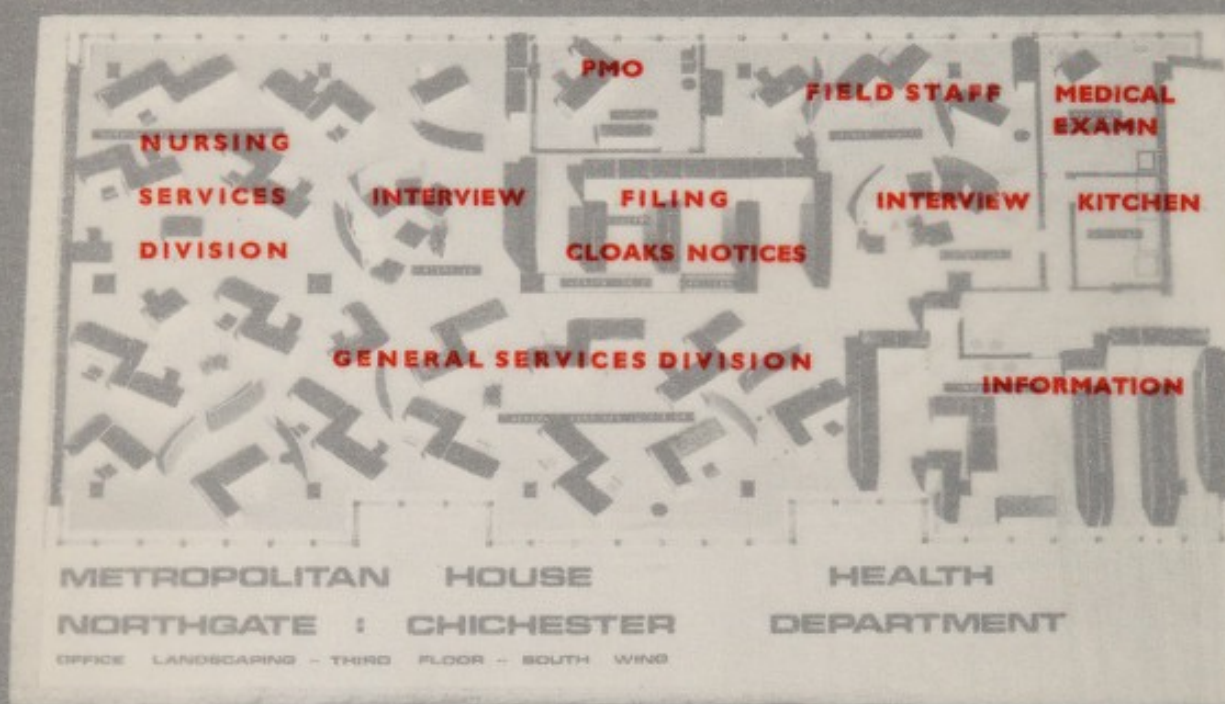 PMO
FIELD STAFF
MEDICAL
EXAMN
NURSING
SERVICES
DIVISION
INTERVIEW
FILING
CLOAKS NOTICES
INTERVIEW
KITCHEN
GENERAL SERVICES DIVISION
INFORMATION
METROPOLITAN HOUSE
NORTHGATE : CHICHESTER
OFFICE LANDSCAPING - THIRD FLOOR - SOUTH WING
HEALTH
DEPARTMENT